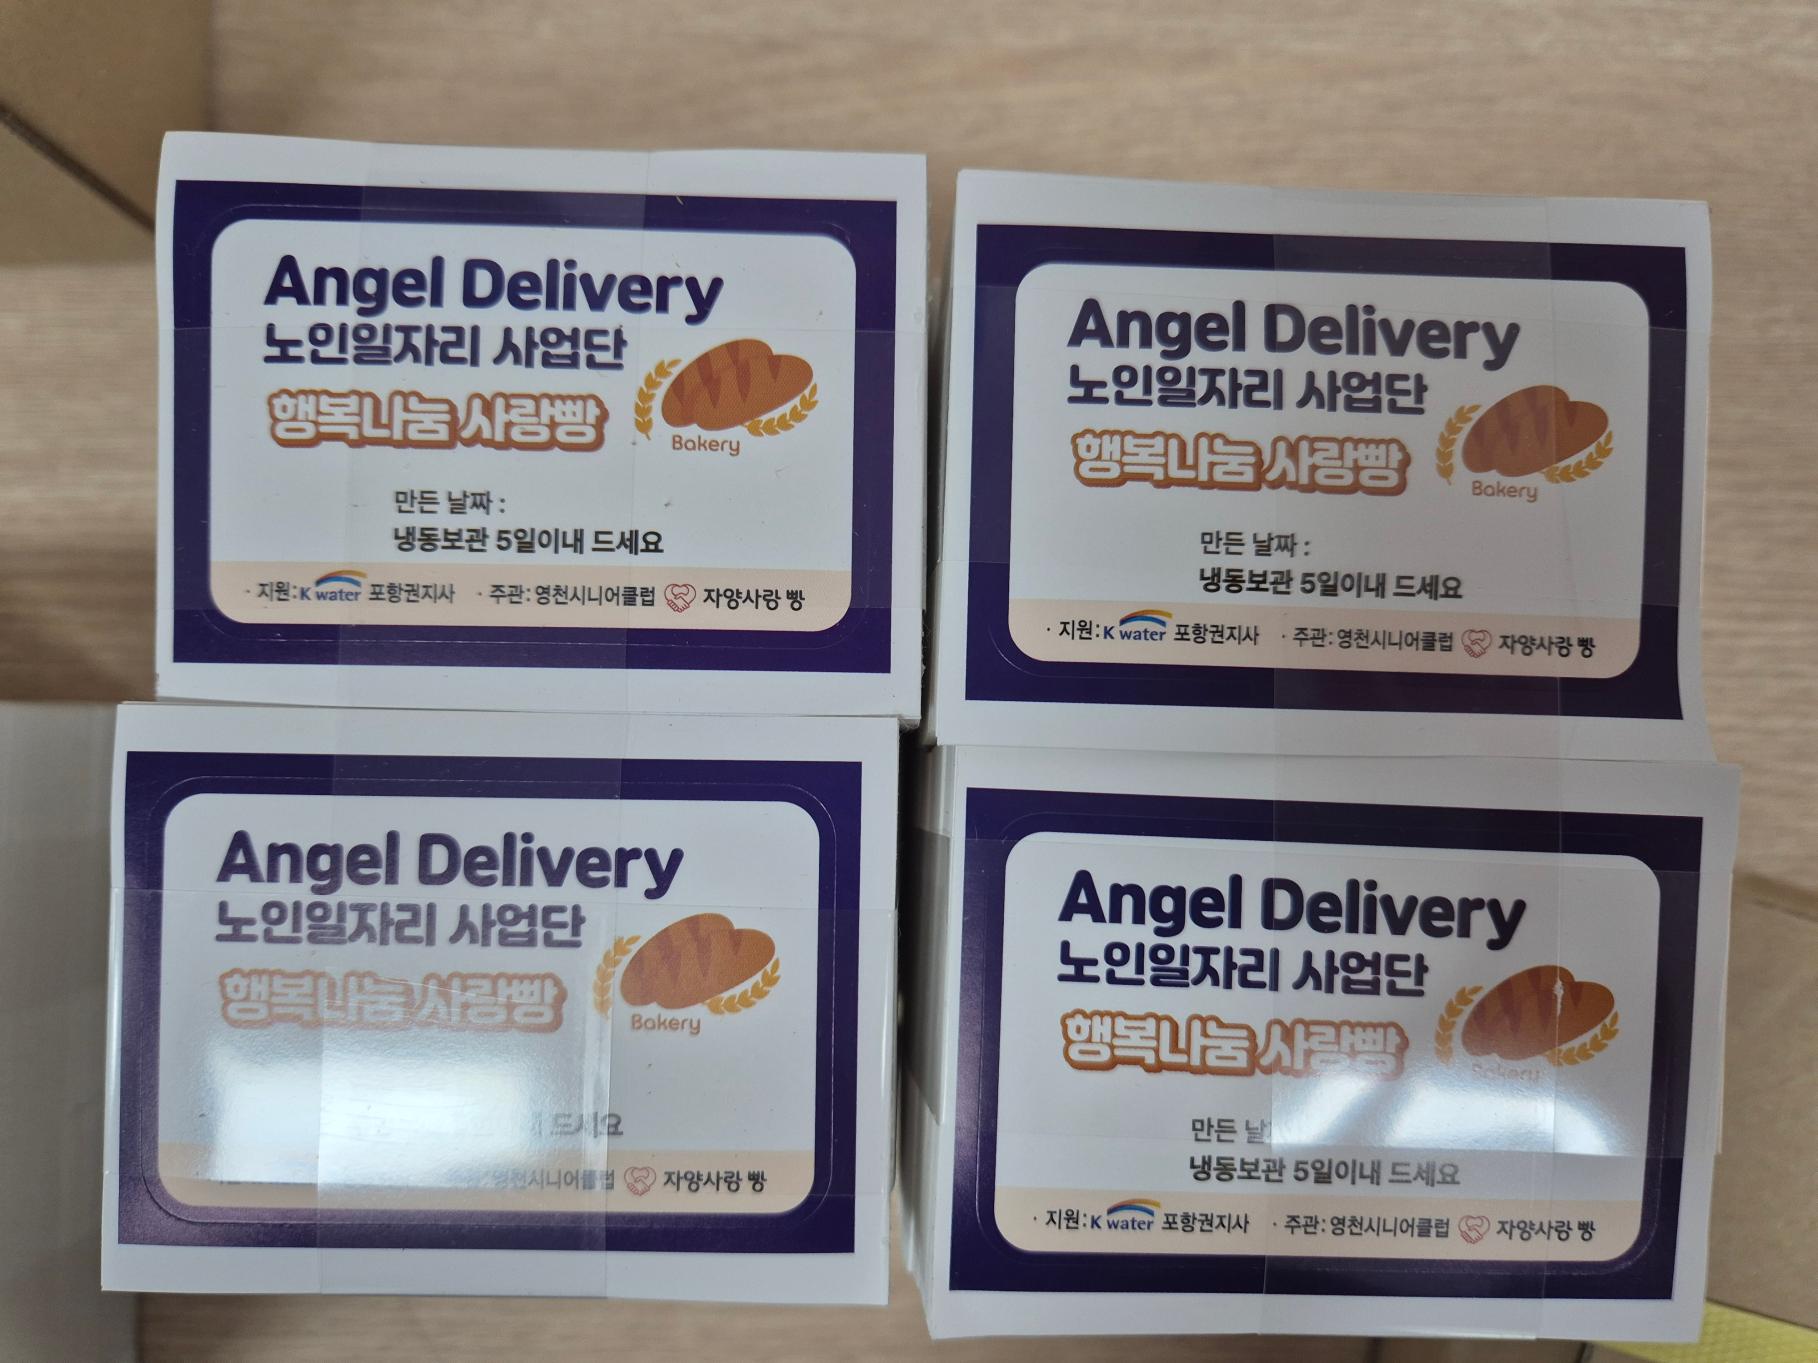 Angel Delivery
노인일자리 사업단
행복나눔 사랑빵
Bakery
만든 날짜 :
냉동보관 5일이내 드세요
· 지원: K water 포항권지사 · 주관: 영천시니어클럽 자양사랑 빵
Angel Delivery
노인일자리 사업단
행복나눔 사랑빵
Bakery
만든 날짜 :
냉동보관 5일이내 드세요
· 지원: K water 포항권지사 · 주관: 영천시니어클럽 자양사랑 빵
Angel Delivery
노인일자리 사업단
행복나눔 사랑빵
Bakery
드세요
영천시니어클럽 자양사랑 빵
Angel Delivery
노인일자리 사업단
행복나눔 사랑빵
Bakery
만든
냉동보관 5일이내 드세요
· 지원: K water 포항권지사 · 주관: 영천시니어클럽 자양사랑 빵